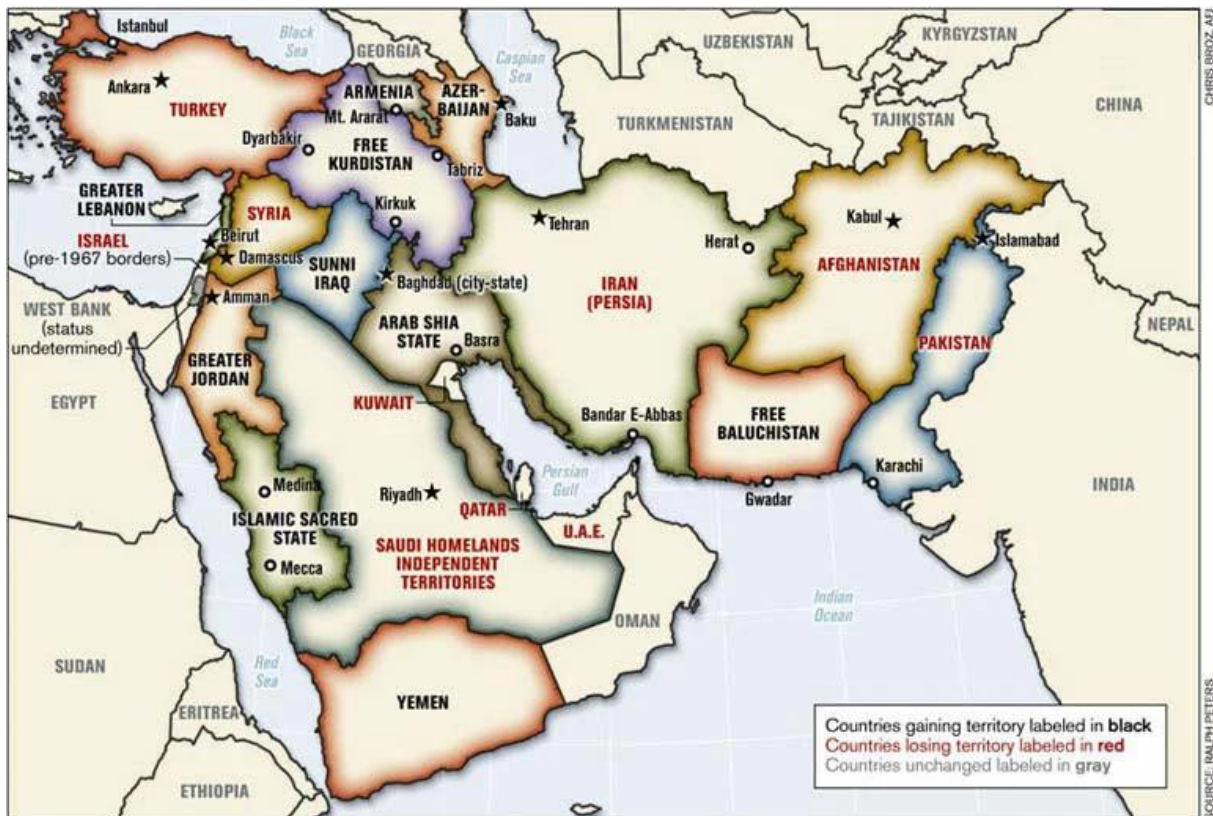 Istanbul
Black
Sea
GEORGIA
Caspian
Sea
UZBEKISTAN
KYRGYZSTAN
CHRIS BROZ, AFJ
Ankara
TURKEY
ARMENIA
AZER-
BAIJAN
Mt. Ararat
Baku
TURKMENISTAN
TAJIKISTAN
CHINA
Dyarbakir
FREE
KURDISTAN
Tabriz
GREATER
LEBANON
SYRIA
Kirkuk
Tehran
Herat
Kabul
Islamabad
ISRAEL
(pre-1967 borders)
Beirut
Damascus
SUNNI
IRAQ
Baghdad (city-state)
IRAN
(PERSIA)
AFGHANISTAN
WEST BANK
(status
undetermined)
Amman
ARAB SHIA
STATE
Basra
PAKISTAN
NEPAL
GREATER
JORDAN
EGYPT
KUWAIT
Bandar E-Abbas
FREE
BALUCHISTAN
Karachi
Gwadar
INDIA
Persian
Gulf
Medina
Riyadh
QATAR
ISLAMIC SACRED
STATE
U.A.E.
Mecca
SAUDI HOMELANDS
INDEPENDENT
TERRITORIES
OMAN
Indian
Ocean
SUDAN
Red
Sea
YEMEN
ERITREA
ETHIOPIA
Countries gaining territory labeled in black
Countries losing territory labeled in red
Countries unchanged labeled in gray
SOURCE: RALPH PETERS